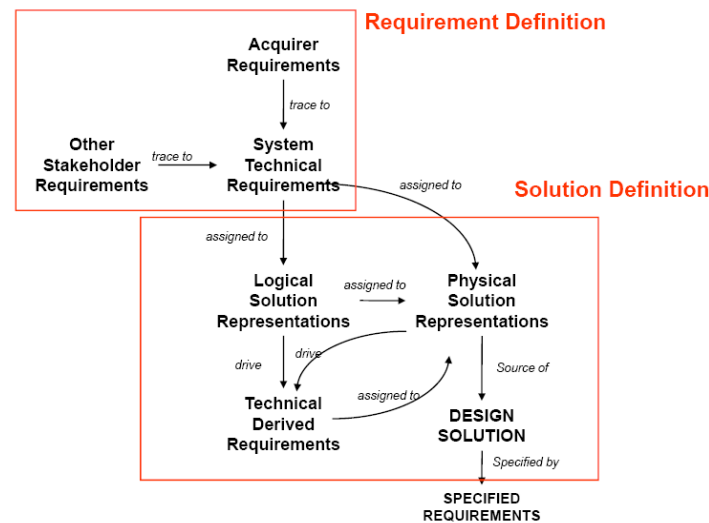 Requirement Definition
Acquirer
Requirements
trace to
Other
Stakeholder
Requirements
trace to
System
Technical
Requirements
assigned to
Solution Definition
assigned to
Logical
Solution
Representations
assigned to
Physical
Solution
Representations
drive
drive
Source of
Technical
Derived
Requirements
assigned to
DESIGN
SOLUTION
Specified by
SPECIFIED
REQUIREMENTS